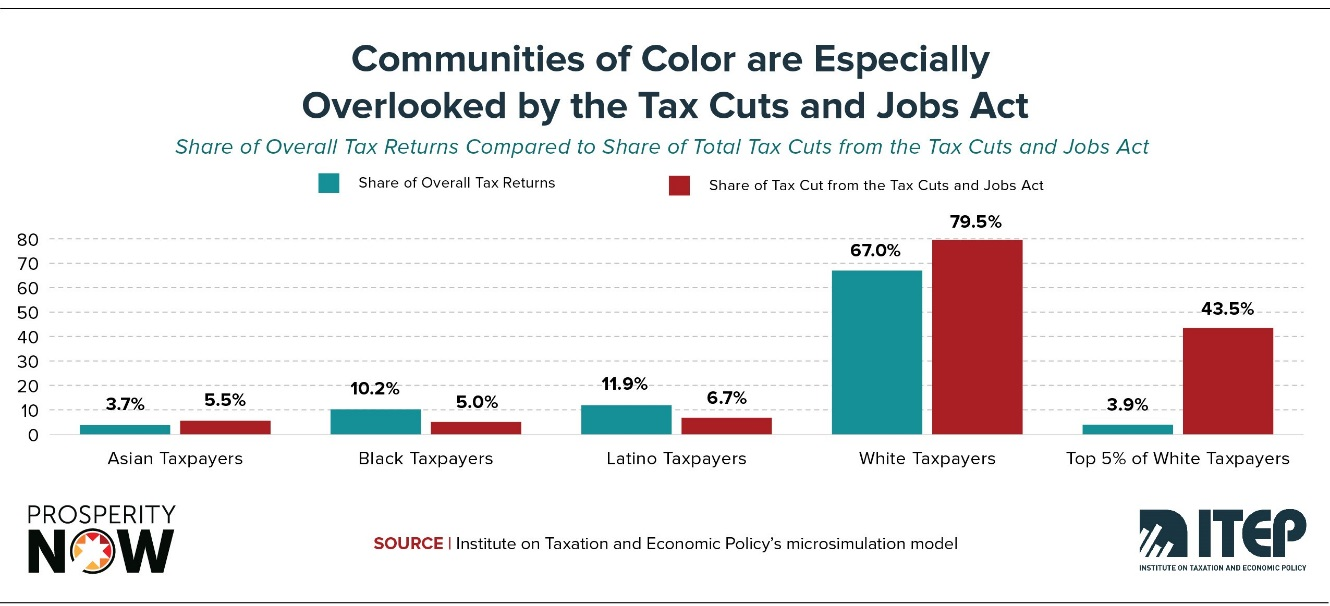 Communities of Color are Especially
Overlooked by the Tax Cuts and Jobs Act
Share of Overall Tax Returns Compared to Share of Total Tax Cuts from the Tax Cuts and Jobs Act
Share of Overall Tax Returns
Share of Tax Cut from the Tax Cuts and Jobs Act
80
70
60
50
40
30
20
10
0
3.7%
5.5%
10.2%
5.0%
11.9%
6.7%
67.0%
79.5%
3.9%
43.5%
Asian Taxpayers
Black Taxpayers
Latino Taxpayers
White Taxpayers
Top 5% of White Taxpayers
PROSPERITY
NOW
SOURCE | Institute on Taxation and Economic Policy's microsimulation model
ITEP
INSTITUTE ON TAXATION AND ECONOMIC POLICY